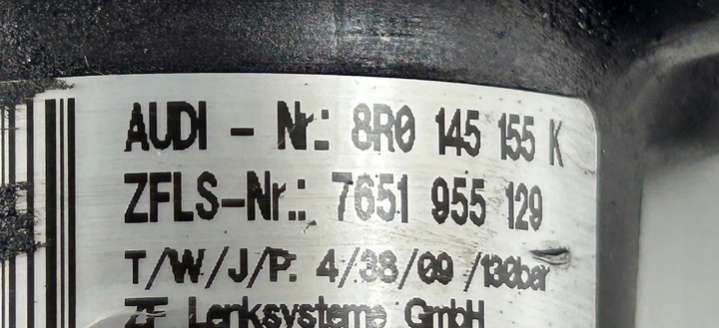 AUDI - Nr.: 8R0 145 155 K
ZFLS-Nr.: 7651 955 129
T/W/J/P: 4/38/09 /130bar
ZF Lenksysteme GmbH